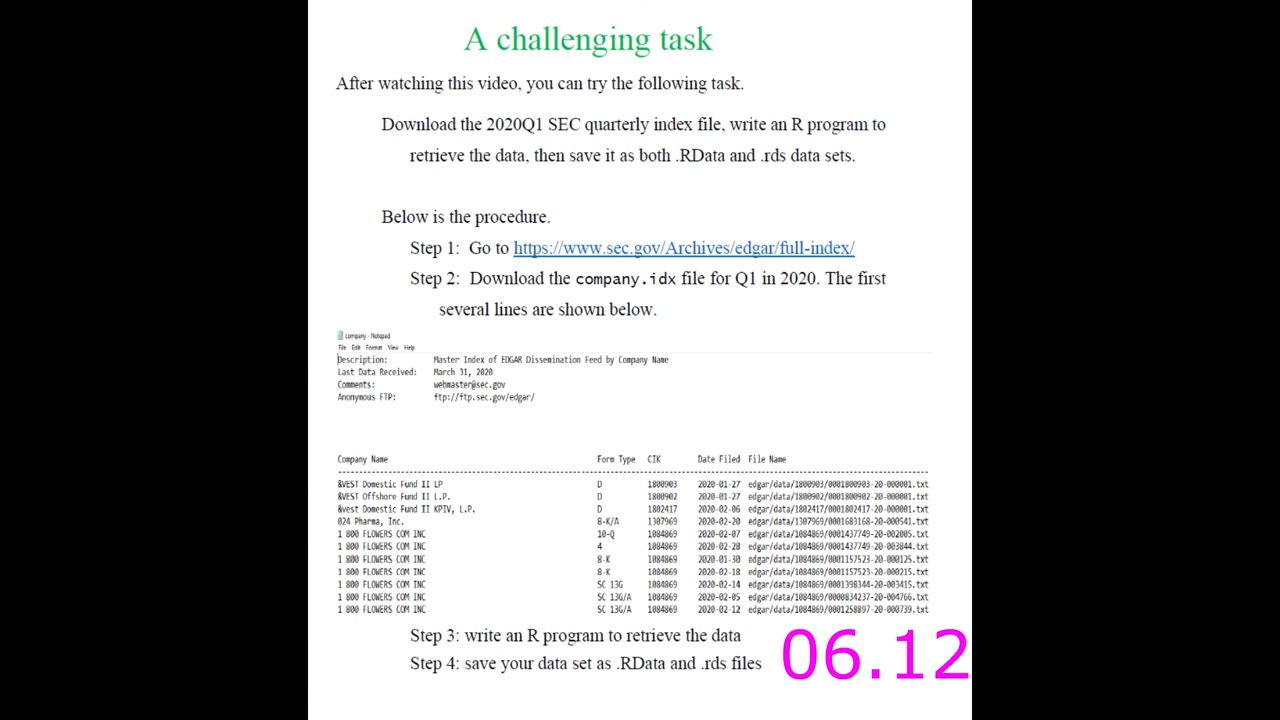 A challenging task
After watching this video, you can try the following task.
Download the 2020Q1 SEC quarterly index file, write an R program to
retrieve the data, then save it as both .RData and .rds data sets.
Below is the procedure.
Step 1: Go to https://www.sec.gov/Archives/edgar/full-index/
Step 2: Download the company.idx file for Q1 in 2020. The first
several lines are shown below.
company - Notepad
File Edit Format View Help
Description: Master Index of EDGAR Dissemination Feed by Company Name
Last Data Received: March 31, 2020
Comments: webmaster@sec.gov
Anonymous FTP: ftp://ftp.sec.gov/edgar/
Company Name Form Type CIK Date Filed File Name
&VEST Domestic Fund II LP D 1800903 2020-01-27 edgar/data/1800903/0001800903-20-000001.txt
&VEST Offshore Fund II L.P. D 1800902 2020-01-27 edgar/data/1800902/0001800902-20-000001.txt
&vest Domestic Fund II KPIV, L.P. D 1802417 2020-02-06 edgar/data/1802417/0001802417-20-000001.txt
024 Pharma, Inc. 8-K/A 1307969 2020-02-20 edgar/data/1307969/0001683168-20-000541.txt
1 800 FLOWERS COM INC 10-Q 1084869 2020-02-07 edgar/data/1084869/0001437749-20-002005.txt
1 800 FLOWERS COM INC 4 1084869 2020-02-28 edgar/data/1084869/0001437749-20-003844.txt
1 800 FLOWERS COM INC 8-K 1084869 2020-01-30 edgar/data/1084869/0001157523-20-000125.txt
1 800 FLOWERS COM INC 8-K 1084869 2020-02-18 edgar/data/1084869/0001157523-20-000215.txt
1 800 FLOWERS COM INC SC 13G 1084869 2020-02-14 edgar/data/1084869/0001398344-20-003415.txt
1 800 FLOWERS COM INC SC 13G/A 1084869 2020-02-05 edgar/data/1084869/0000834237-20-004766.txt
1 800 FLOWERS COM INC SC 13G/A 1084869 2020-02-12 edgar/data/1084869/0001258897-20-000739.txt
Step 3: write an R program to retrieve the data
Step 4: save your data set as .RData and .rds files
06.12